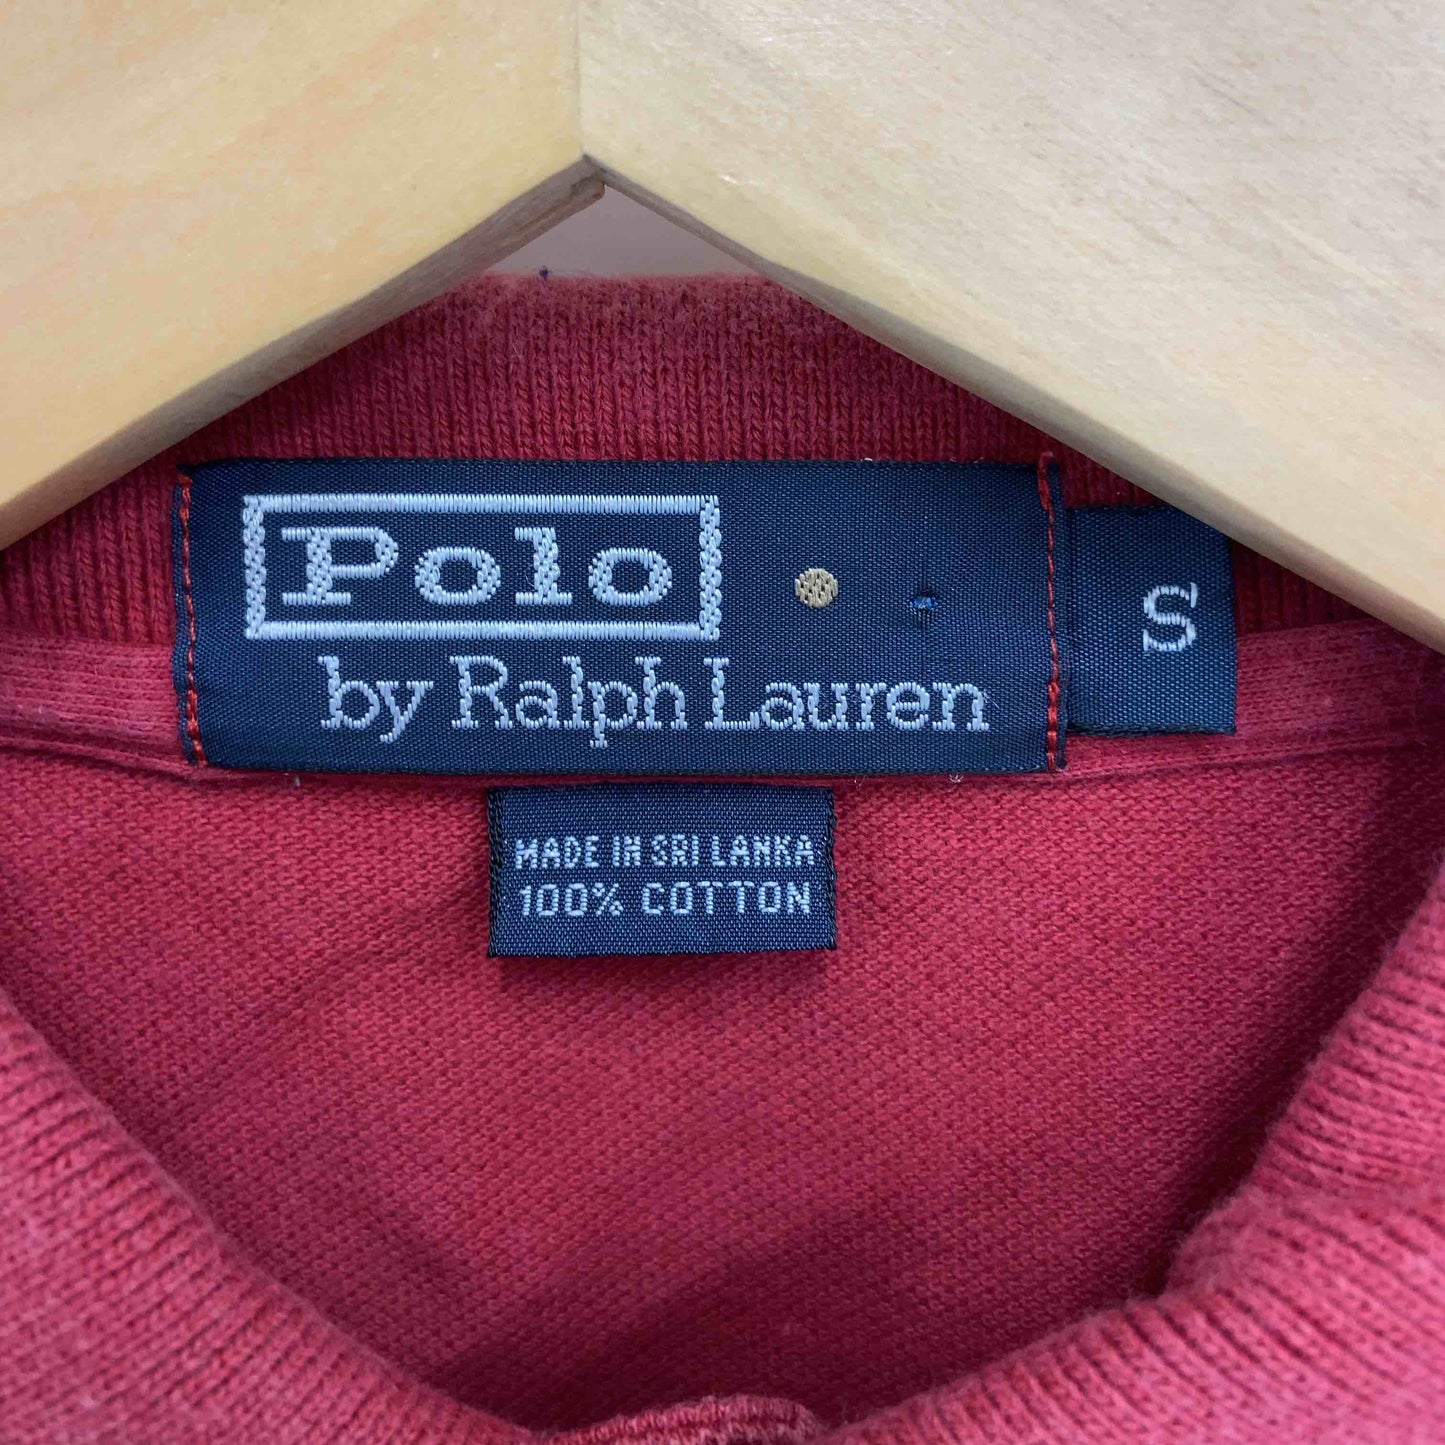 Polo
by Ralph Lauren
S
MADE IN SRI LANKA
100% COTTON